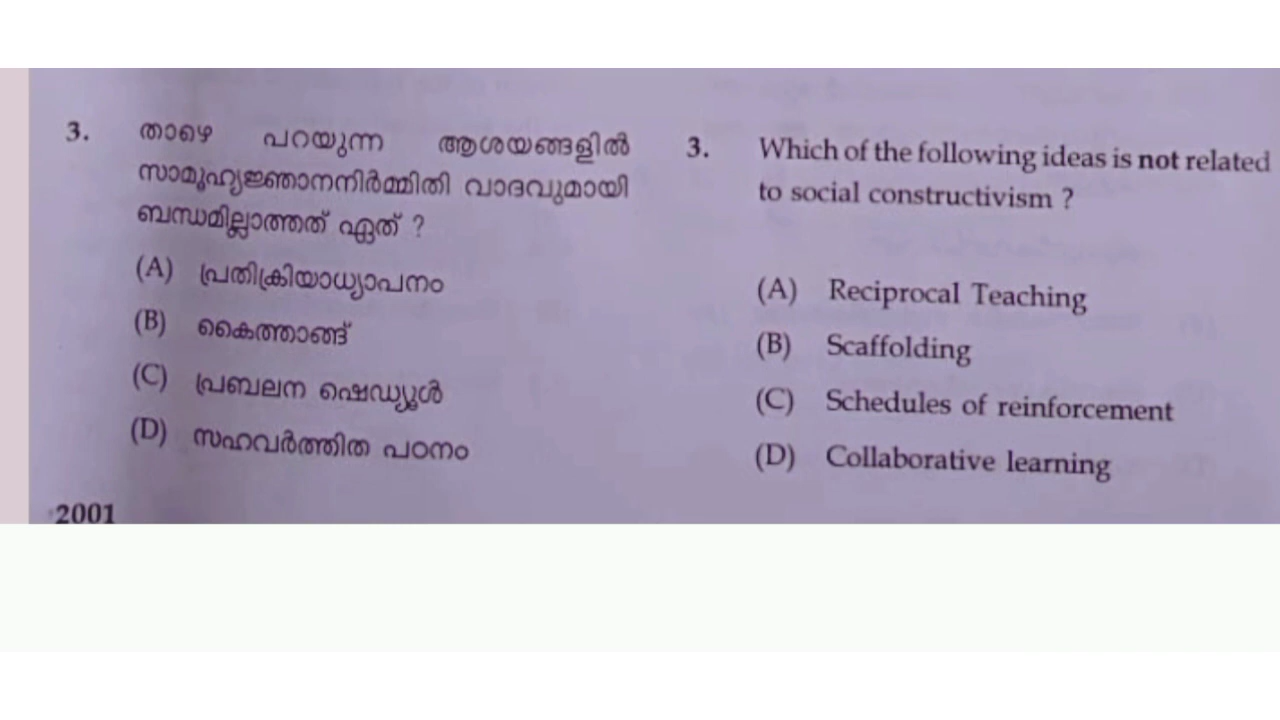 3. താഴെ പറയുന്ന ആശയങ്ങളിൽ
സാമൂഹ്യജ്ഞാനനിർമ്മിതി വാദവുമായി
ബന്ധമില്ലാത്തത് ഏത് ?
(A) പ്രതിക്രിയാധ്യാപനം
(B) കൈത്താങ്ങ്
(C) പ്രബലന ഷെഡ്യൂൾ
(D) സഹവർത്തിത പഠനം
2001
3. Which of the following ideas is not related
to social constructivism ?
(A) Reciprocal Teaching
(B) Scaffolding
(C) Schedules of reinforcement
(D) Collaborative learning